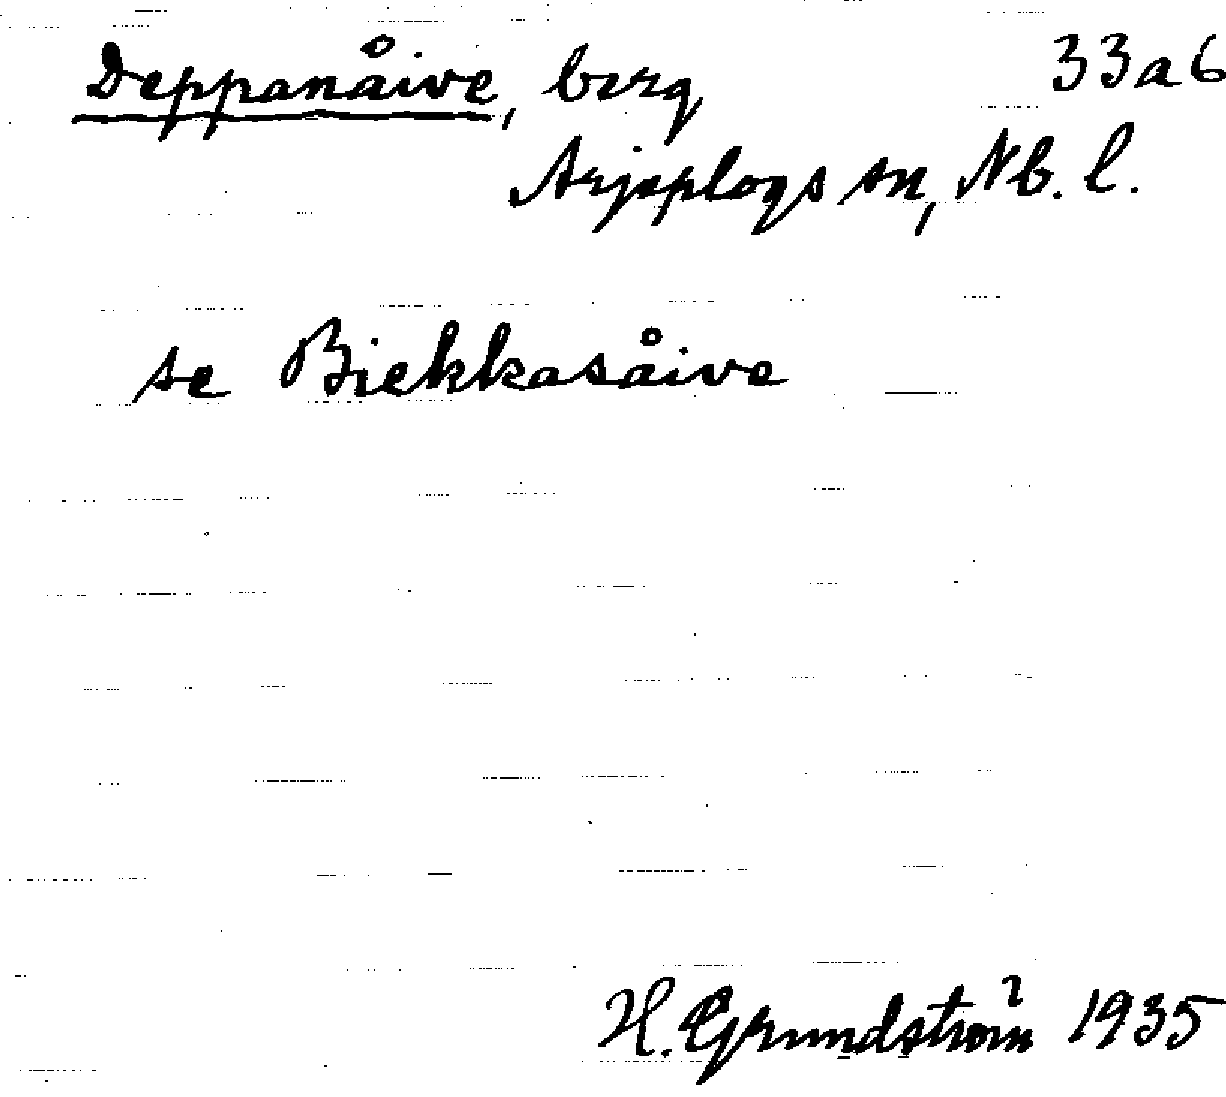 Deppanåive, berg 33a6
Arjeplogs sn, Nb. l.
se Biekkasåive
H. Grundström 1935